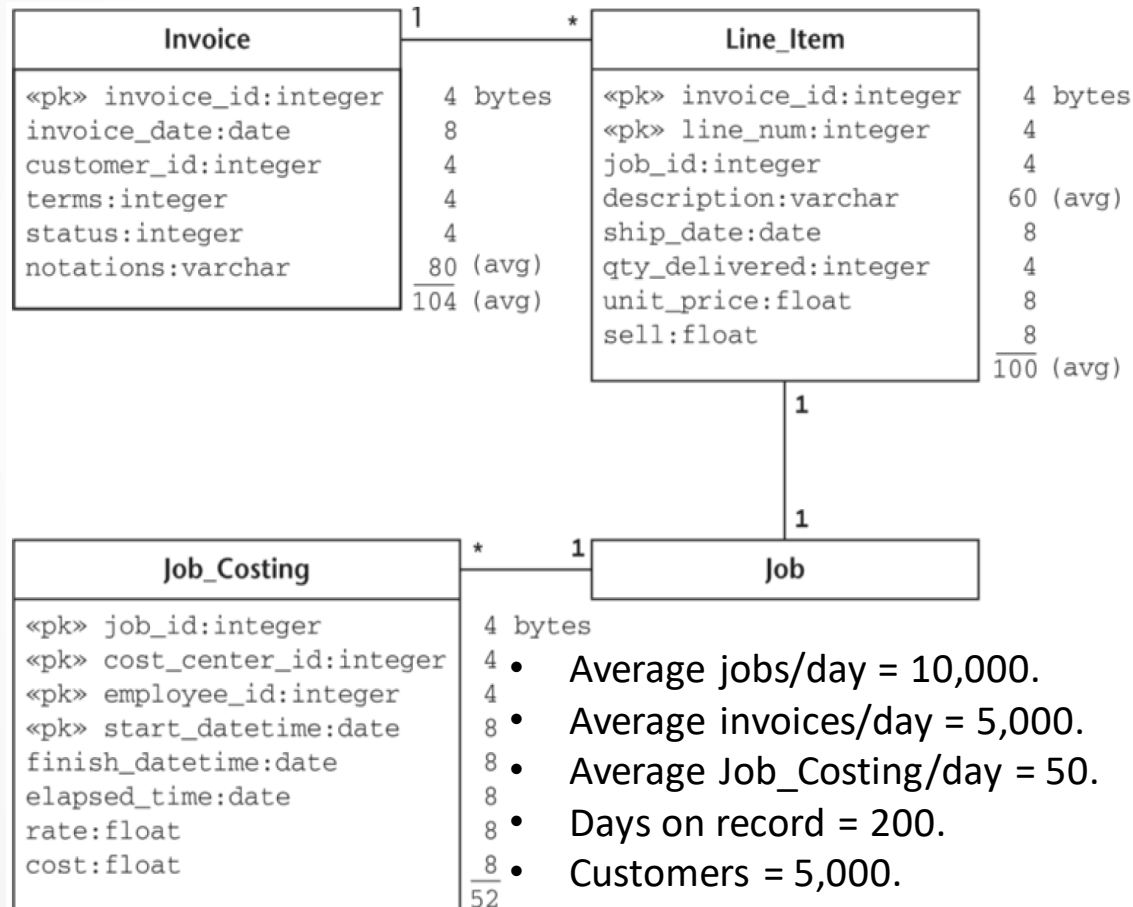 1 *
Invoice
«pk» invoice_id:integer 4 bytes
invoice_date:date 8
customer_id:integer 4
terms:integer 4
status:integer 4
notations:varchar 80 (avg)
104 (avg)
Line_Item
«pk» invoice_id:integer 4 bytes
«pk» line_num:integer 4
job_id:integer 4
description:varchar 60 (avg)
ship_date:date 8
qty_delivered:integer 4
unit_price:float 8
sell:float 8
100 (avg)
1
1
* 1
Job_Costing
«pk» job_id:integer 4 bytes
«pk» cost_center_id:integer 4
«pk» employee_id:integer 4
«pk» start_datetime:date 8
finish_datetime:date 8
elapsed_time:date 8
rate:float 8
cost:float 8
52
Job
• Average jobs/day = 10,000.
• Average invoices/day = 5,000.
• Average Job_Costing/day = 50.
• Days on record = 200.
• Customers = 5,000.